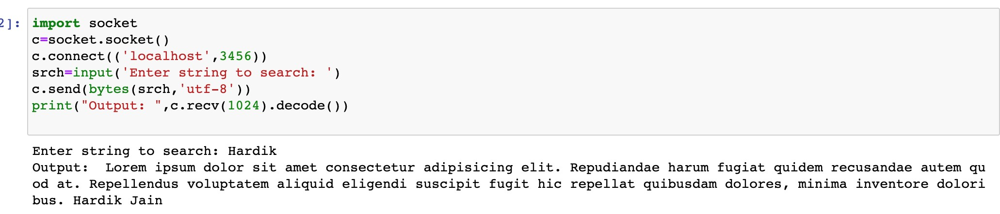 2]: import socket
c=socket.socket()
c.connect(('localhost',3456))
srch=input('Enter string to search: ')
c.send(bytes(srch,'utf-8'))
print("Output: ",c.recv(1024).decode())
Enter string to search: Hardik
Output:  Lorem ipsum dolor sit amet consectetur adipisicing elit. Repudiandae harum fugiat quidem recusandae autem qu
od at. Repellendus voluptatem aliquid eligendi suscipit fugit hic repellat quibusdam dolores, minima inventore dolori
bus. Hardik Jain